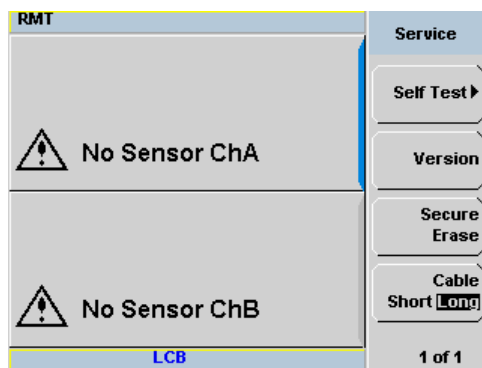 RMT
No Sensor ChA
No Sensor ChB
LCB
Service
Self Test
Version
Secure
Erase
Cable
Short Long
1 of 1